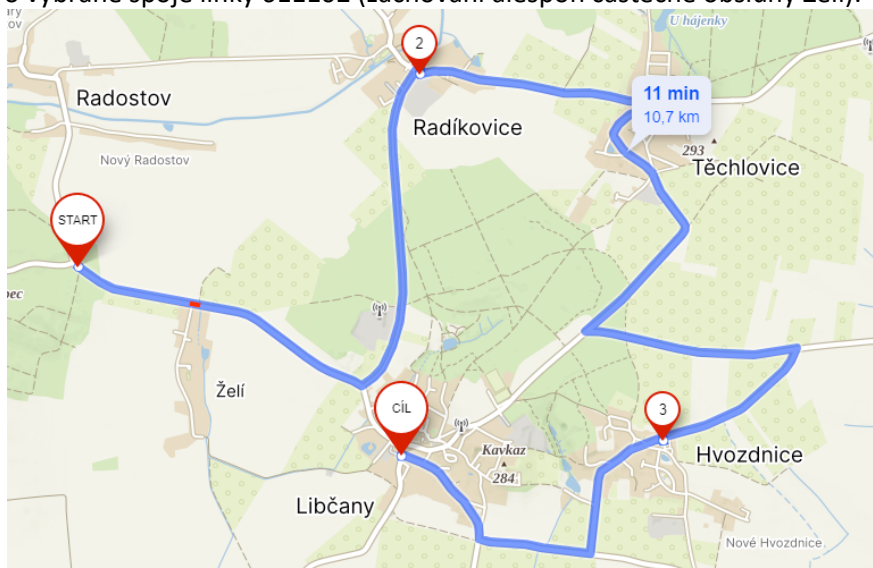 U hájenky
2
Radostov
11 min
10,7 km
Radíkovice
Nový Radostov
293
Těchlovice
START
pec
Želí
CÍL
3
Kavkaz
284
Hvozdnice
Libčany
Nové Hvozdnice